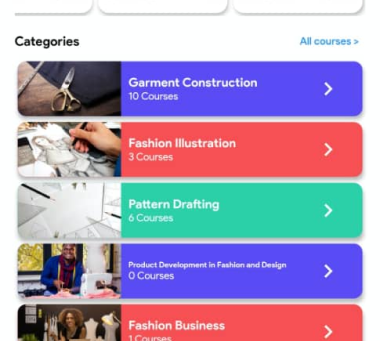 Categories
All courses >
Garment Construction
10 Courses
Fashion Illustration
3 Courses
Pattern Drafting
6 Courses
Product Development in Fashion and Design
0 Courses
Fashion Business
1 Courses